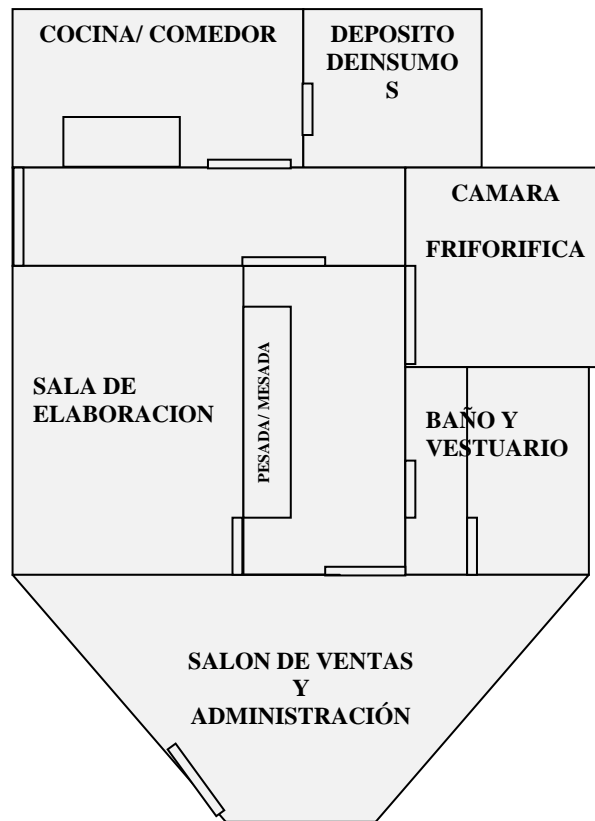 COCINA/ COMEDOR
DEPOSITO
DEINSUMO
S
CAMARA
FRIFORIFICA
SALA DE
ELABORACION
PESADA/ MESADA
BAÑO Y
VESTUARIO
SALON DE VENTAS
Y
ADMINISTRACIÓN